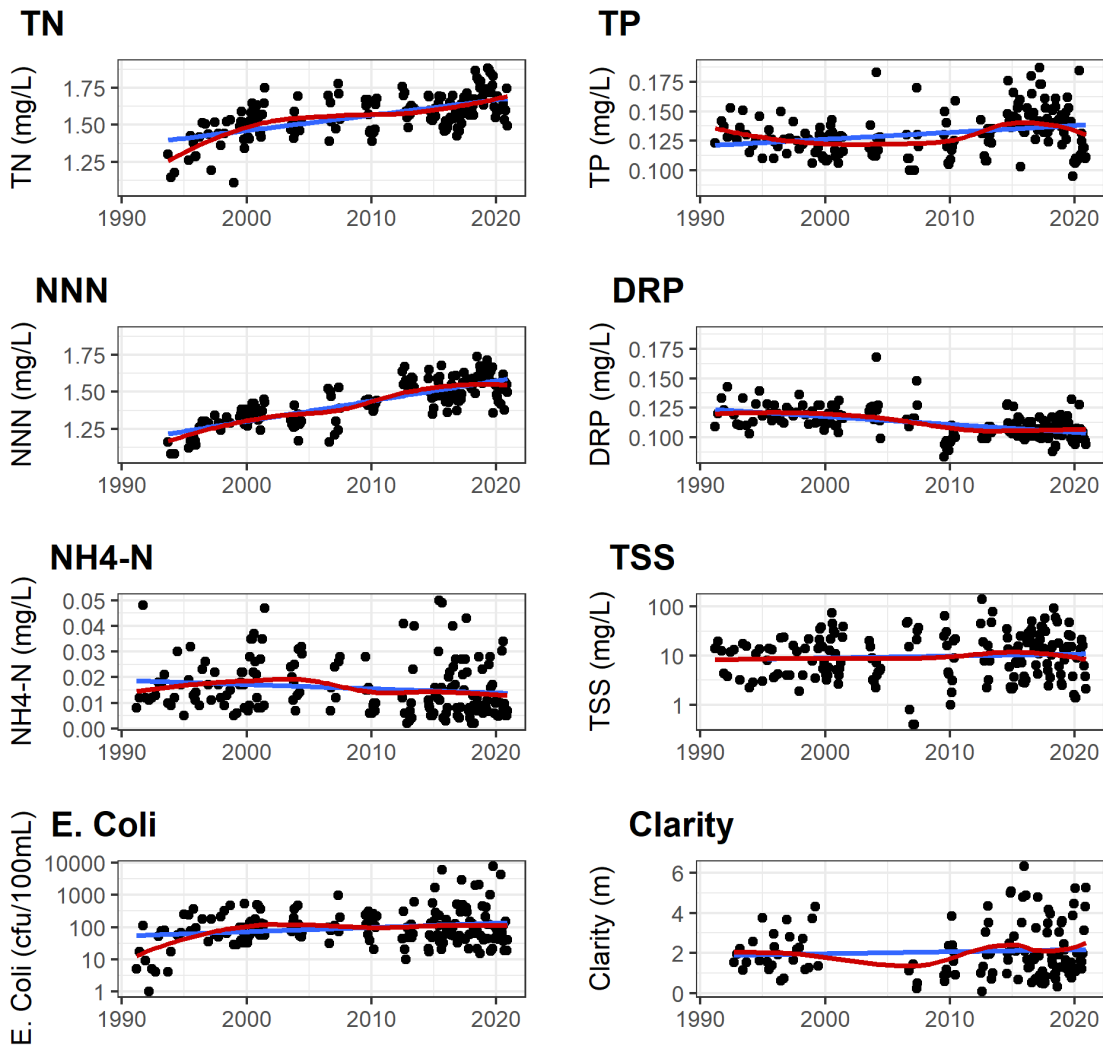 TN
TN (mg/L)
1.75
1.50
1.25
1990 2000 2010 2020
TP
TP (mg/L)
0.175
0.150
0.125
0.100
1990 2000 2010 2020
NNN
NNN (mg/L)
1.75
1.50
1.25
1990 2000 2010 2020
DRP
DRP (mg/L)
0.175
0.150
0.125
0.100
1990 2000 2010 2020
NH4-N
NH4-N (mg/L)
0.05
0.04
0.03
0.02
0.01
0.00
1990 2000 2010 2020
TSS
TSS (mg/L)
100
10
1
1990 2000 2010 2020
E. Coli
E. Coli (cfu/100mL)
10000
1000
100
10
1
1990 2000 2010 2020
Clarity
Clarity (m)
6
4
2
0
1990 2000 2010 2020